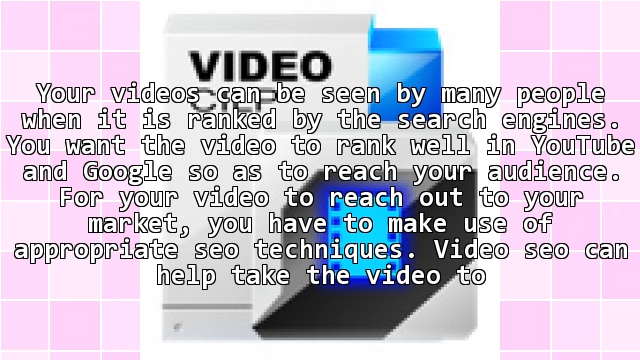 VIDEO
CLIP
Your videos can be seen by many people
when it is ranked by the search engines.
You want the video to rank well in YouTube
and Google so as to reach your audience.
For your video to reach out to your
market, you have to make use of
appropriate seo techniques. Video seo can
help take the video to